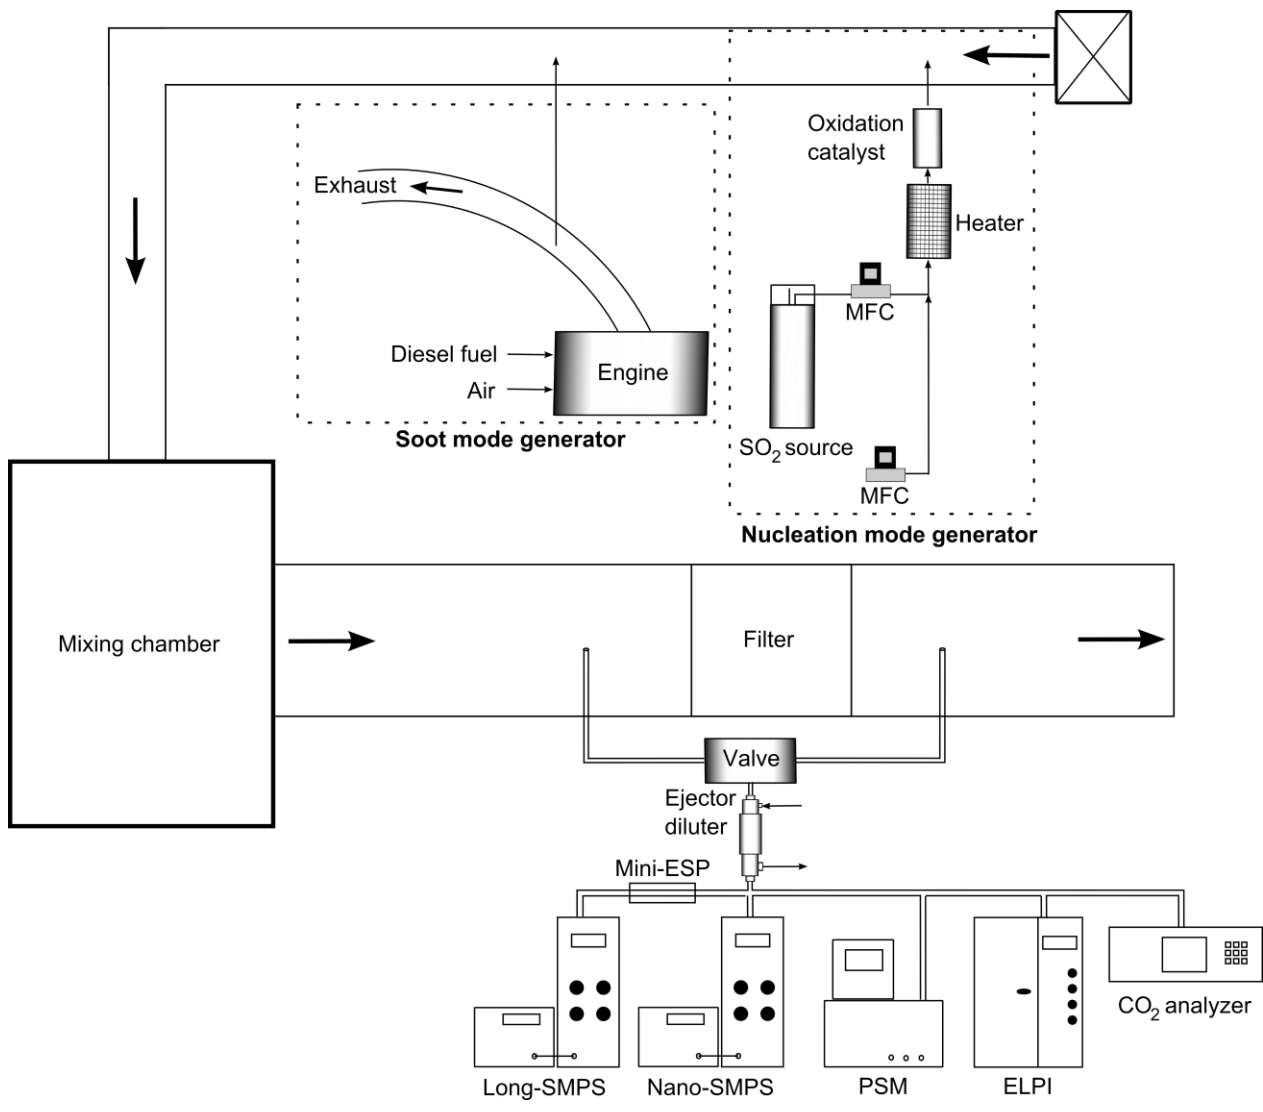 Oxidation
catalyst
Exhaust
Heater
MFC
Diesel fuel
Engine
Air
Soot mode generator
SO2 source
MFC
Nucleation mode generator
Mixing chamber
Filter
Valve
Ejector
diluter
Mini-ESP
CO2 analyzer
Long-SMPS
Nano-SMPS
PSM
ELPI